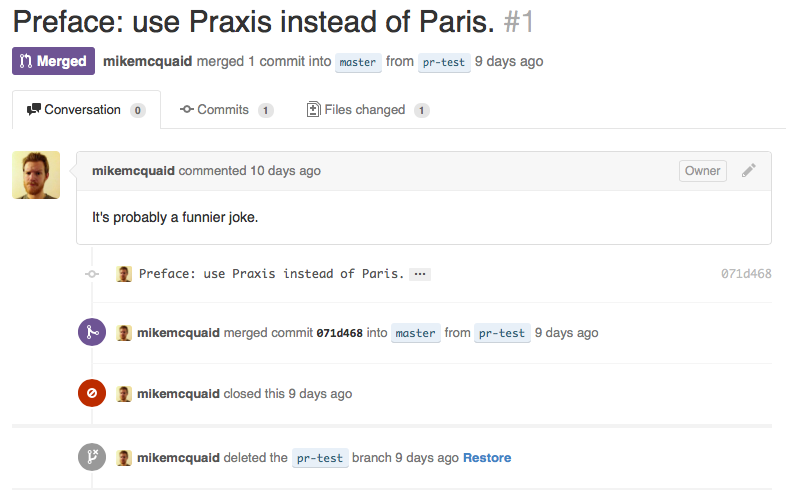 Preface: use Praxis instead of Paris. #1
Merged mikemcquaid merged 1 commit into master from pr-test 9 days ago
Conversation 0 Commits 1 Files changed 1
mikemcquaid commented 10 days ago Owner
It's probably a funnier joke.
Preface: use Praxis instead of Paris. ... 071d468
mikemcquaid merged commit 071d468 into master from pr-test 9 days ago
mikemcquaid closed this 9 days ago
mikemcquaid deleted the pr-test branch 9 days ago Restore